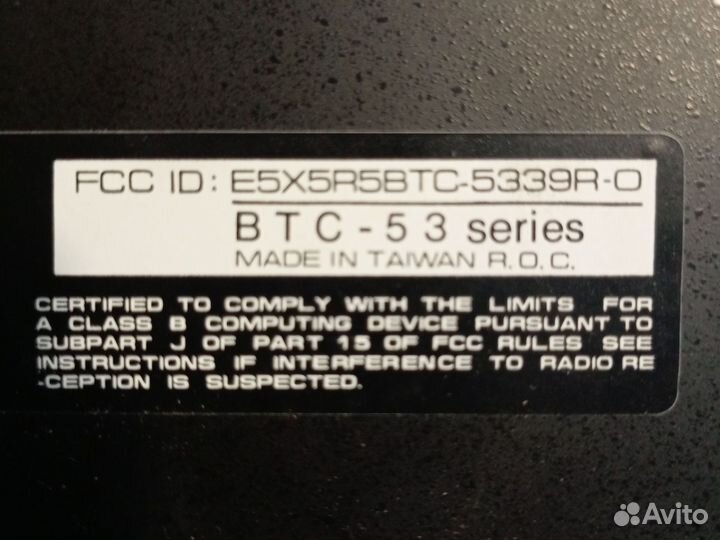 FCC ID: E5X5R5BTC-5339R-O
BTC-53 series
MADE IN TAIWAN R.O.C.
CERTIFIED TO COMPLY WITH THE LIMITS FOR
A CLASS B COMPUTING DEVICE PURSUANT TO
SUBPART J OF PART 15 OF FCC RULES SEE
INSTRUCTIONS IF INTERFERENCE TO RADIO RE
-CEPTION IS SUSPECTED.
Avito